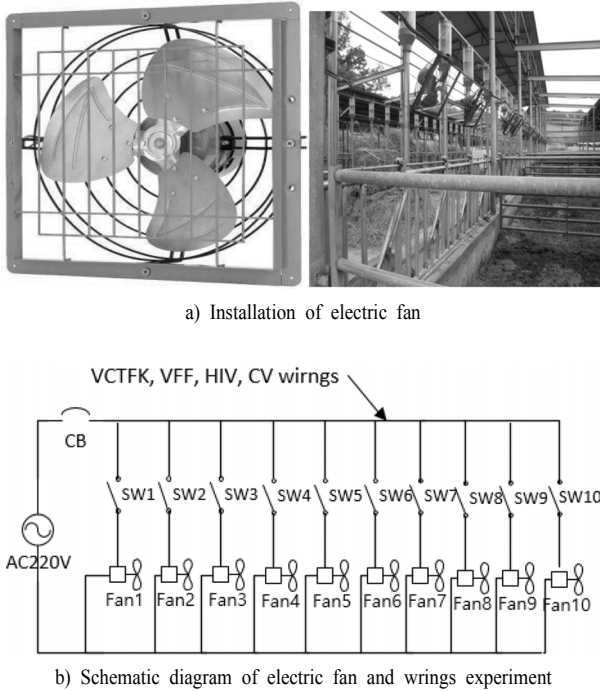 a) Installation of electric fan
VCTFK, VFF, HIV, CV wirngs
CB
SW1 SW2 SW3 SW4 SW5 SW6 SW7 SW8 SW9 SW10
AC220V
Fan1 Fan2 Fan3 Fan4 Fan5 Fan6 Fan7 Fan8 Fan9 Fan10
b) Schematic diagram of electric fan and wrings experiment